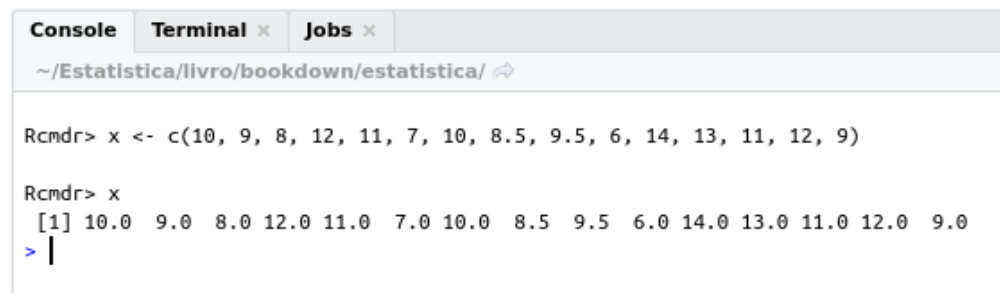 Console Terminal × Jobs ×
~/Estatistica/livro/bookdown/estatistica/
Rcmdr> x <- c(10, 9, 8, 12, 11, 7, 10, 8.5, 9.5, 6, 14, 13, 11, 12, 9)
Rcmdr> x
 [1] 10.0  9.0  8.0 12.0 11.0  7.0 10.0  8.5  9.5  6.0 14.0 13.0 11.0 12.0  9.0
>